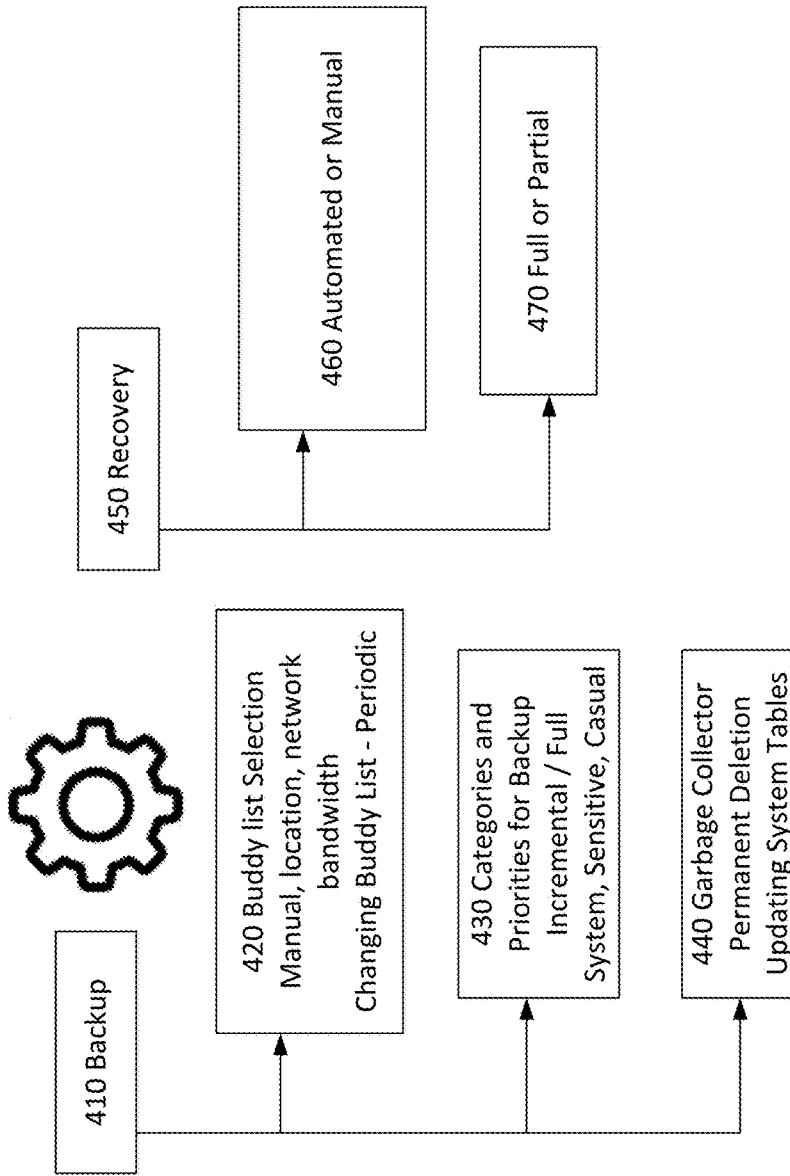 410 Backup
420 Buddy list Selection
Manual, location, network
bandwidth
Changing Buddy List - Periodic
430 Categories and
Priorities for Backup
Incremental / Full
System, Sensitive, Casual
440 Garbage Collector
Permanent Deletion
Updating System Tables
450 Recovery
460 Automated or Manual
470 Full or Partial